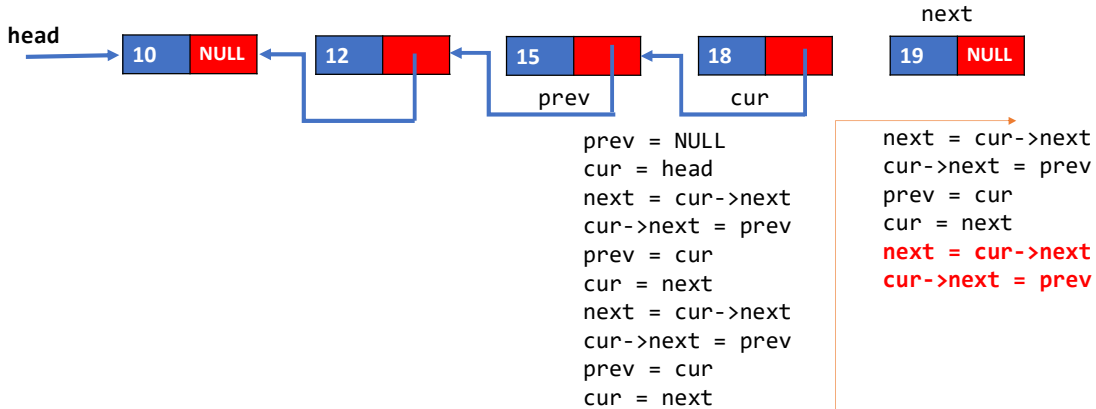 next
head
10 NULL 12 15 18 19 NULL
prev cur
prev = NULL
cur = head
next = cur->next
cur->next = prev
prev = cur
cur = next
next = cur->next
cur->next = prev
prev = cur
cur = next
next = cur->next
cur->next = prev
prev = cur
cur = next
next = cur->next
cur->next = prev